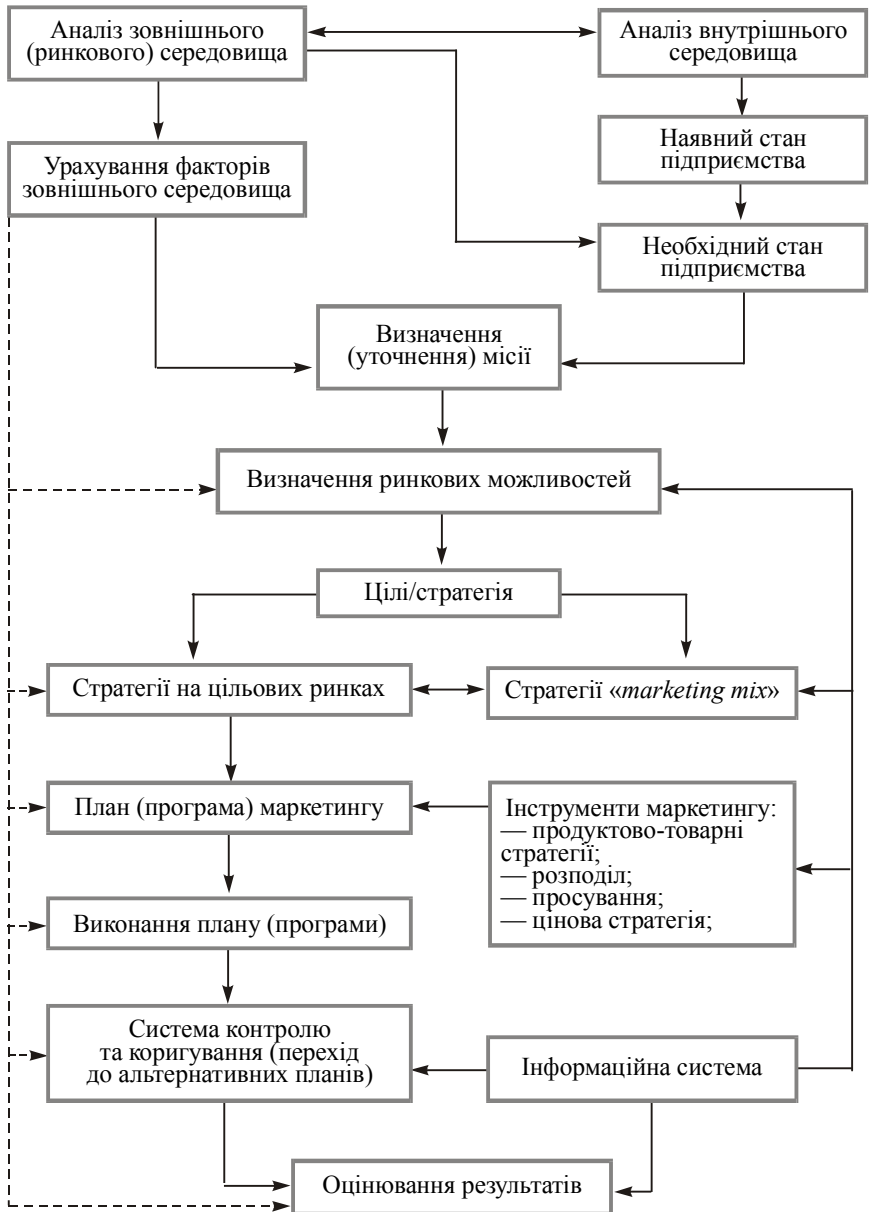 Аналіз зовнішнього
(ринкового) середовища
Аналіз внутрішнього
середовища
Урахування факторів
зовнішнього середовища
Наявний стан
підприємства
Необхідний стан
підприємства
Визначення
(уточнення) місії
Визначення ринкових можливостей
Цілі/стратегія
Стратегії на цільових ринках
Стратегії «marketing mix»
План (програма) маркетингу
Інструменти маркетингу:
— продуктово-товарні
стратегії;
— розподіл;
— просування;
— цінова стратегія;
Виконання плану (програми)
Система контролю
та коригування (перехід
до альтернативних планів)
Інформаційна система
Оцінювання результатів